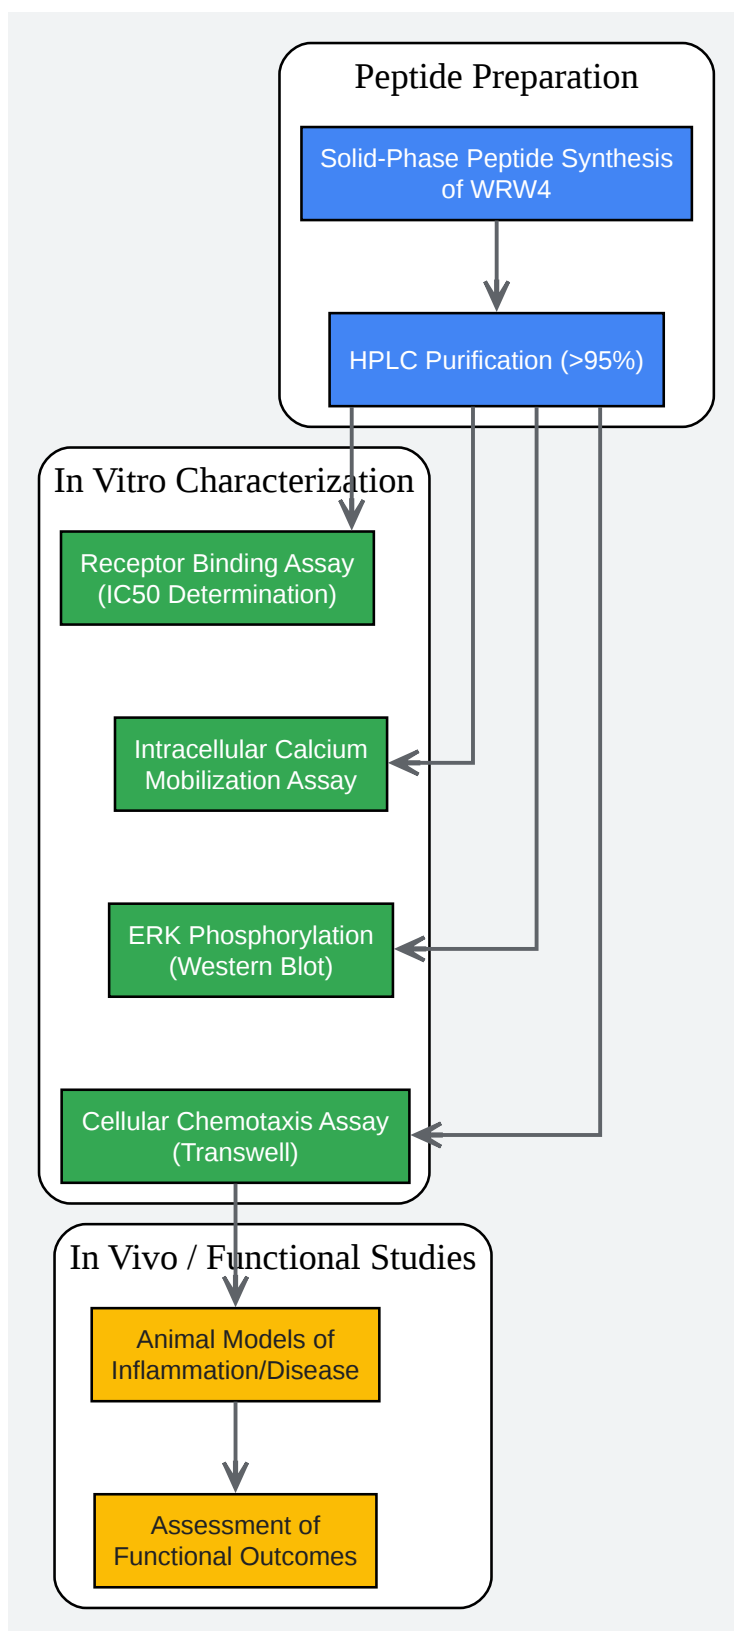 Peptide Preparation
Solid-Phase Peptide Synthesis
of WRW4
HPLC Purification (>95%)
In Vitro Characterization
Receptor Binding Assay
(IC50 Determination)
Intracellular Calcium
Mobilization Assay
ERK Phosphorylation
(Western Blot)
Cellular Chemotaxis Assay
(Transwell)
In Vivo / Functional Studies
Animal Models of
Inflammation/Disease
Assessment of
Functional Outcomes